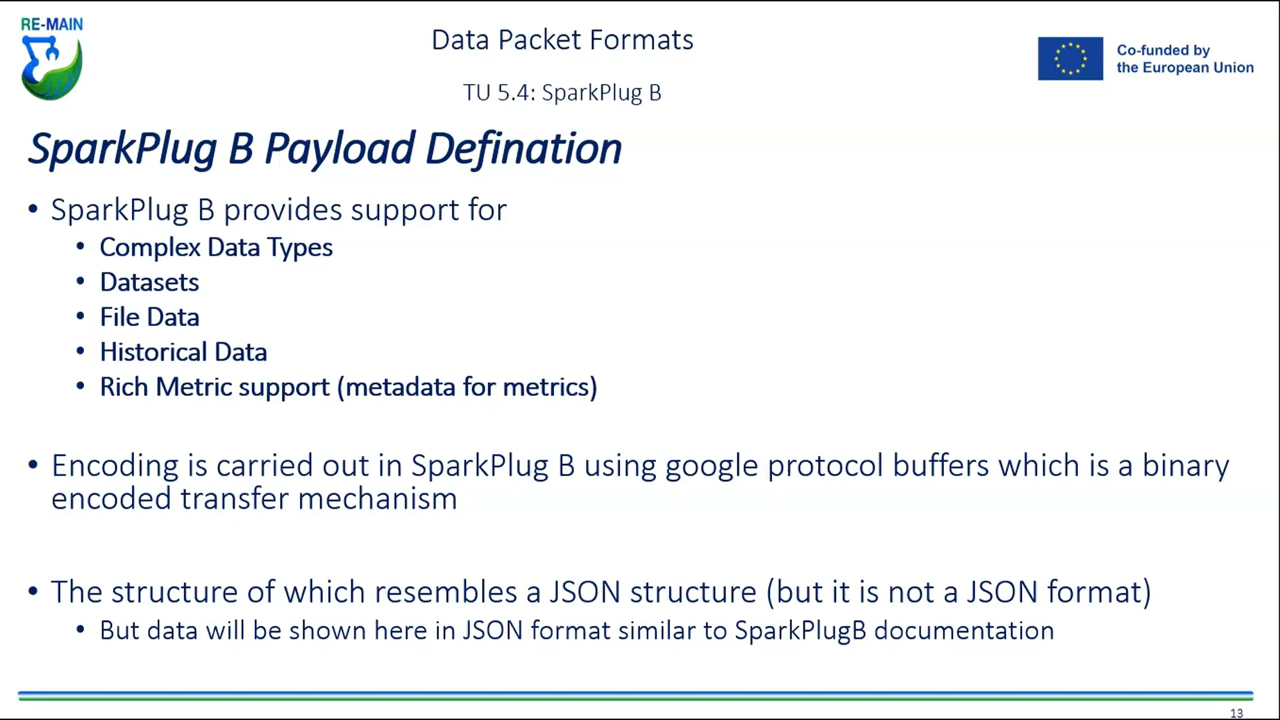 RE-MAIN
Data Packet Formats
Co-funded by
the European Union
TU 5.4: SparkPlug B
SparkPlug B Payload Defination
• SparkPlug B provides support for
• Complex Data Types
• Datasets
• File Data
• Historical Data
• Rich Metric support (metadata for metrics)
• Encoding is carried out in SparkPlug B using google protocol buffers which is a binary
encoded transfer mechanism
• The structure of which resembles a JSON structure (but it is not a JSON format)
• But data will be shown here in JSON format similar to SparkPlugB documentation
13